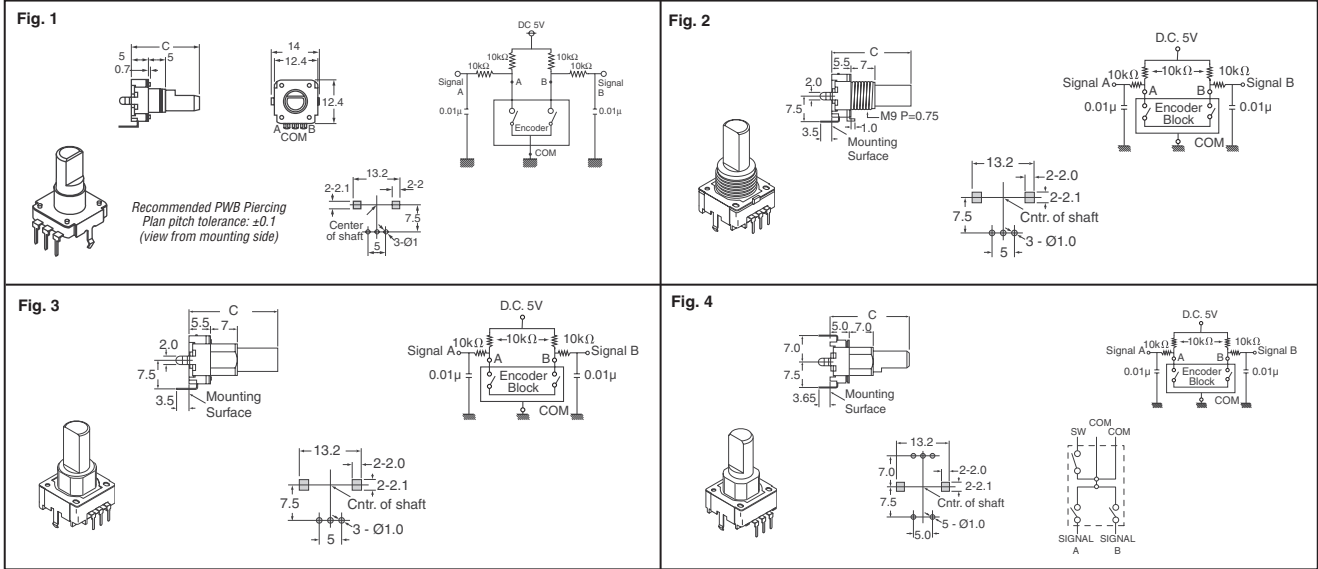 Fig. 1
C
5
5
0.7
14
12.4
12.4
A
COM
B
DC 5V
10kΩ
10kΩ
10kΩ
10kΩ
Signal
A
A
B
Signal
B
0.01μ
0.01μ
Encoder
COM
Recommended PWB Piercing
Plan pitch tolerance: ±0.1
(view from mounting side)
13.2
2-2.1
2-2
7.5
Center
of shaft
5
3-Ø1
Fig. 2
C
5.5
7
2.0
7.5
M9 P=0.75
1.0
3.5
Mounting
Surface
D.C. 5V
10kΩ
10kΩ
10kΩ
Signal A
A
B
Signal B
0.01μ
Encoder
Block
0.01μ
COM
13.2
2-2.0
2-2.1
7.5
Cntr. of shaft
3 - Ø1.0
5
Fig. 3
C
5.5
7
2.0
7.5
3.5
Mounting
Surface
D.C. 5V
10kΩ
10kΩ
10kΩ
Signal A
A
B
Signal B
0.01μ
Encoder
Block
0.01μ
COM
13.2
2-2.0
2-2.1
7.5
Cntr. of shaft
3 - Ø1.0
5
Fig. 4
C
5.0
7.0
7.0
7.5
3.65
Mounting
Surface
D.C. 5V
10kΩ
10kΩ
10kΩ
Signal A
A
B
Signal B
0.01μ
Encoder
Block
0.01μ
COM
13.2
7.0
2-2.0
2-2.1
7.5
Cntr. of shaft
5 - Ø1.0
5.0
SW
COM
COM
SIGNAL
A
SIGNAL
B